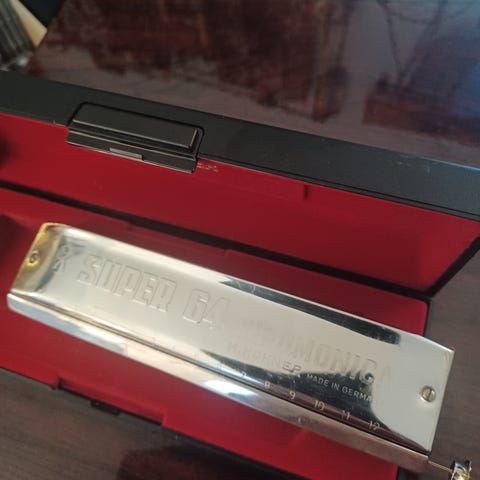 SUPER 64
HARMONICA
M. HOHNER MADE IN GERMANY
8 9 10 11 12